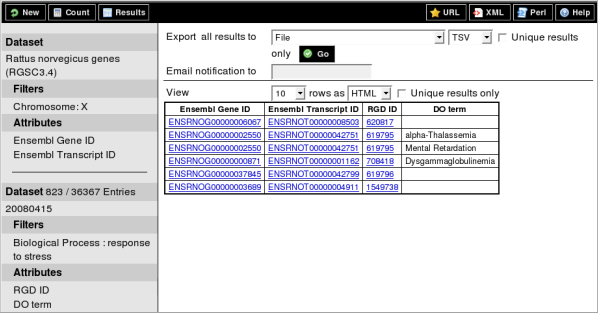 New Count Results URL XML Perl Help
Dataset
Rattus norvegicus genes
(RGSC3.4)
Filters
Chromosome: X
Attributes
Ensembl Gene ID
Ensembl Transcript ID
Dataset 823 / 36367 Entries
20080415
Filters
Biological Process : response
to stress
Attributes
RGD ID
DO term
Export all results to File TSV Unique results
only Go
Email notification to
View 10 rows as HTML Unique results only
Ensembl Gene ID Ensembl Transcript ID RGD ID DO term
ENSRNOG00000006067 ENSRNOT00000008503 620817
ENSRNOG00000002550 ENSRNOT00000042751 619795 alpha-Thalassemia
ENSRNOG00000002550 ENSRNOT00000042751 619795 Mental Retardation
ENSRNOG00000000871 ENSRNOT00000001162 708418 Dysgammaglobulinemia
ENSRNOG00000037845 ENSRNOT00000042799 619796
ENSRNOG00000003689 ENSRNOT00000004911 1549738